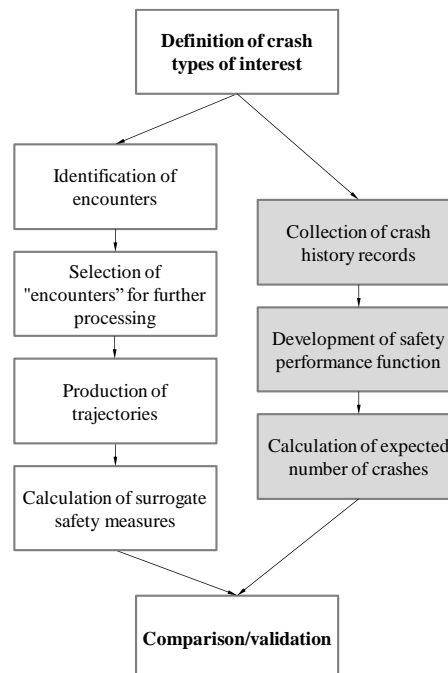 Definition of crash
types of interest
Identification of
encounters
Selection of
"encounters” for further
processing
Production of
trajectories
Calculation of surrogate
safety measures
Collection of crash
history records
Development of safety
performance function
Calculation of expected
number of crashes
Comparison/validation